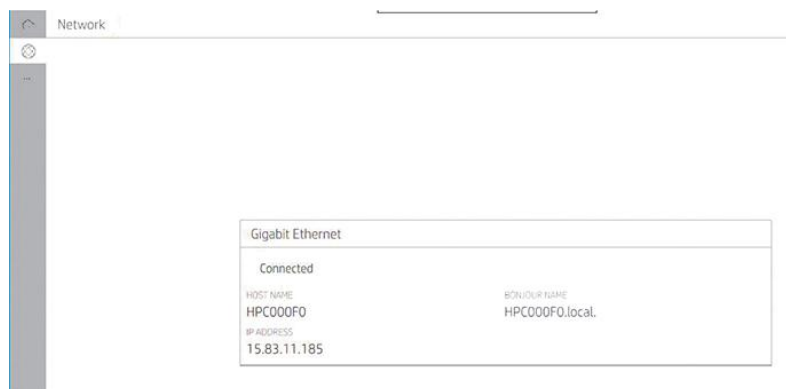 Network
...
Gigabit Ethernet
Connected
HOST NAME
BONJOUR NAME
HPC000F0
HPC000F0.local.
IP ADDRESS
15.83.11.185